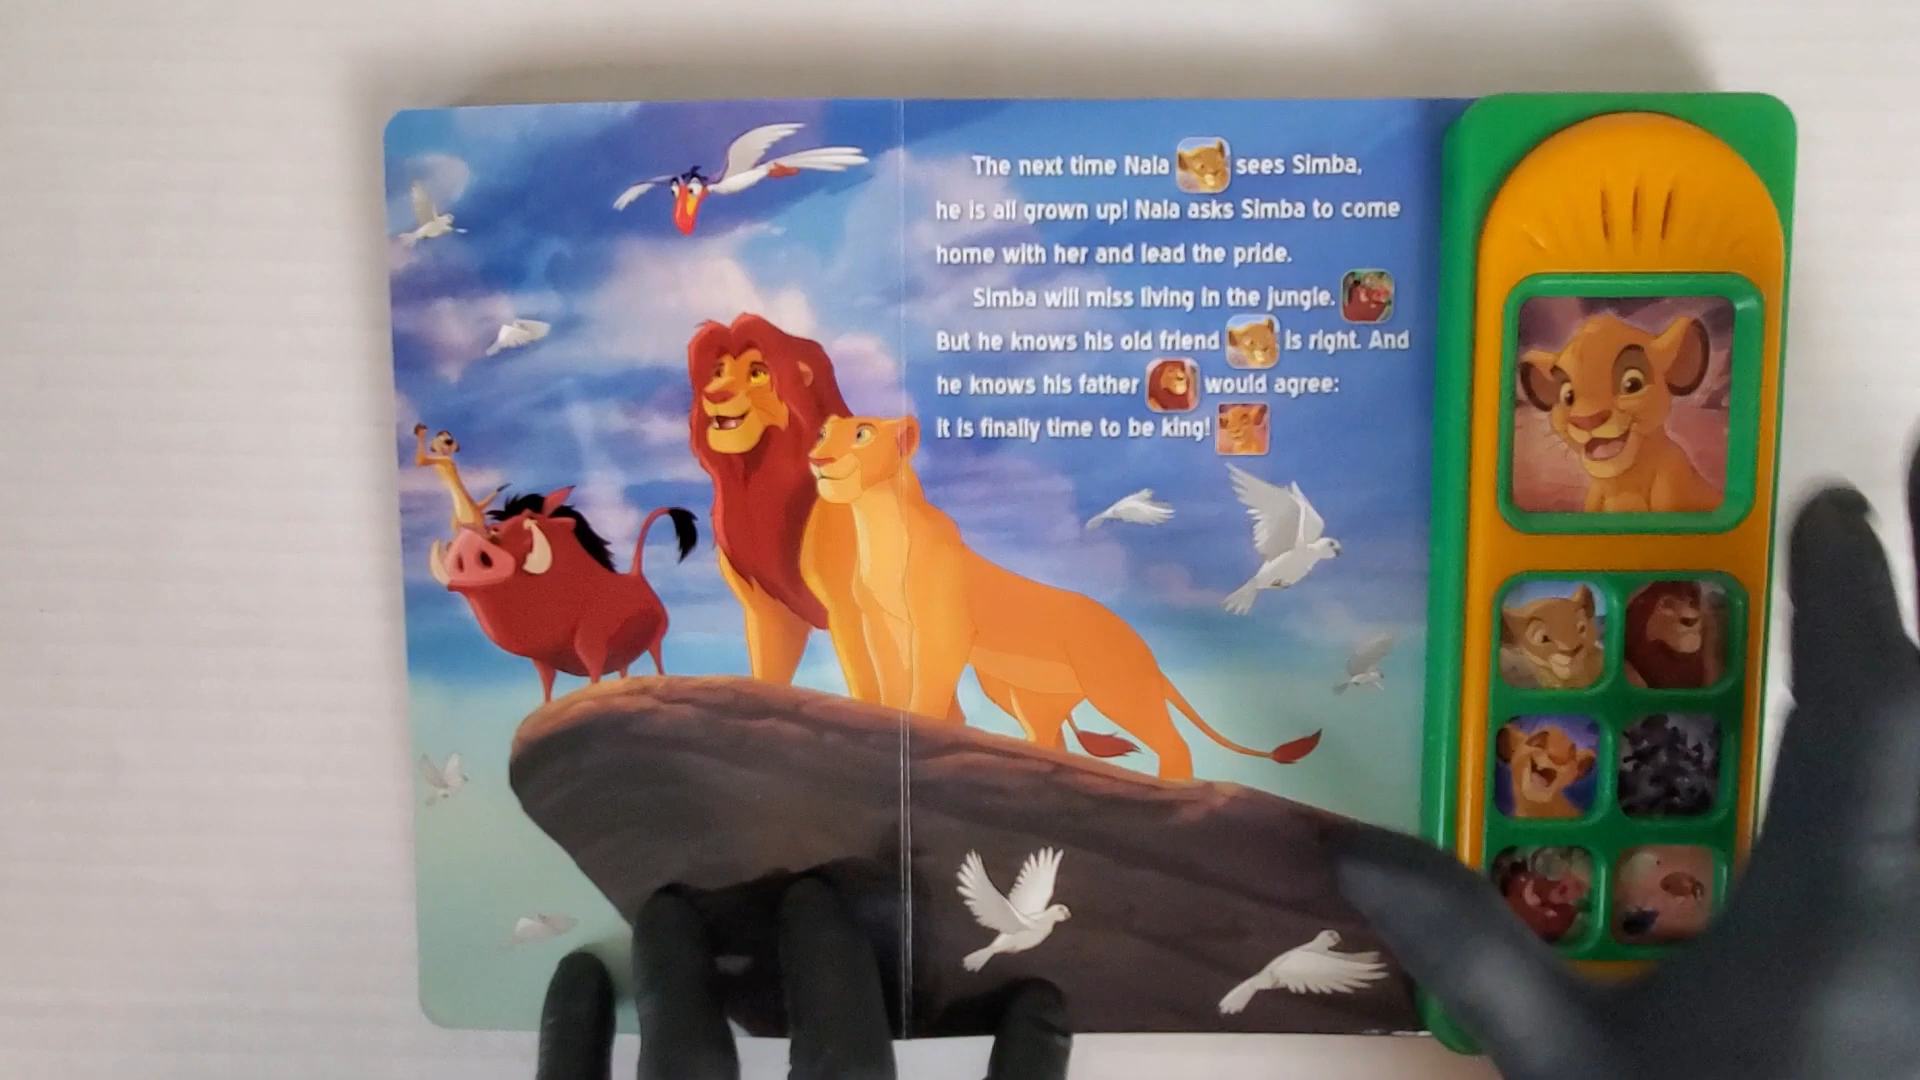 The next time Nala sees Simba,
he is all grown up! Nala asks Simba to come
home with her and lead the pride.
Simba will miss living in the jungle.
But he knows his old friend is right. And
he knows his father would agree:
it is finally time to be king!